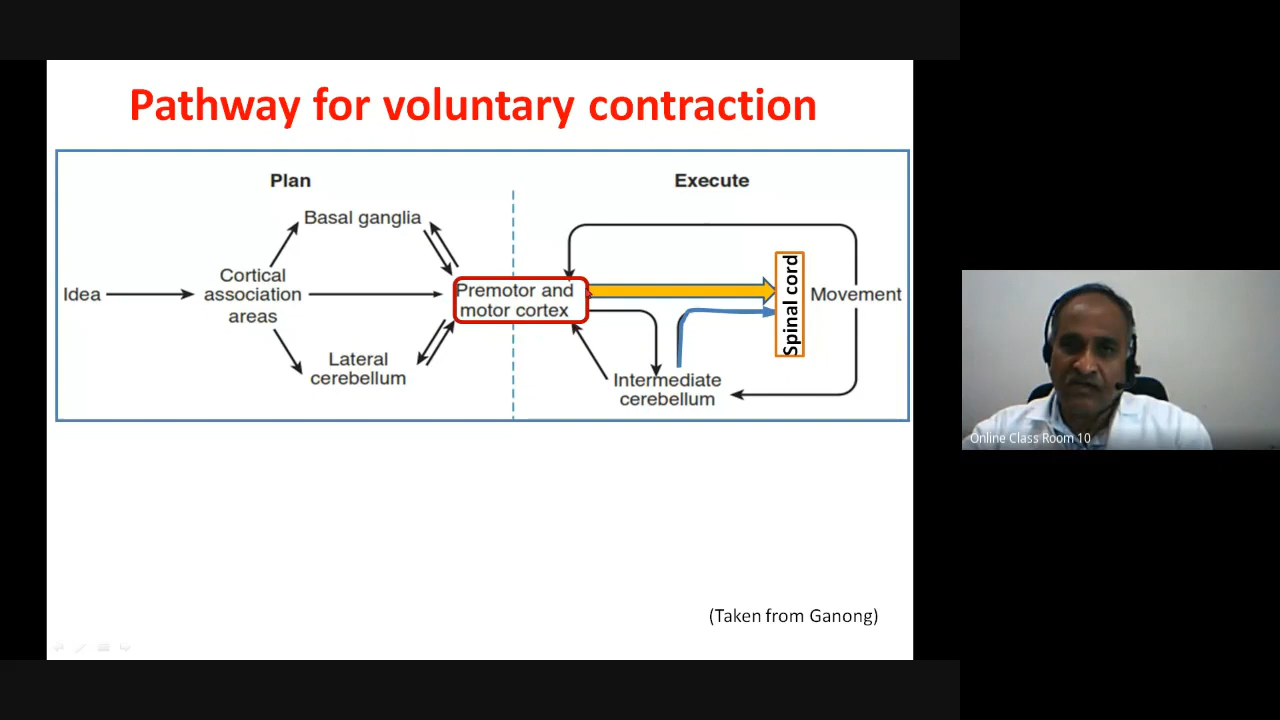 Pathway for voluntary contraction
Plan
Execute
Basal ganglia
Idea
Cortical
association
areas
Premotor and
motor cortex
Spinal cord
Movement
Lateral
cerebellum
Intermediate
cerebellum
Online Class Room 10
(Taken from Ganong)